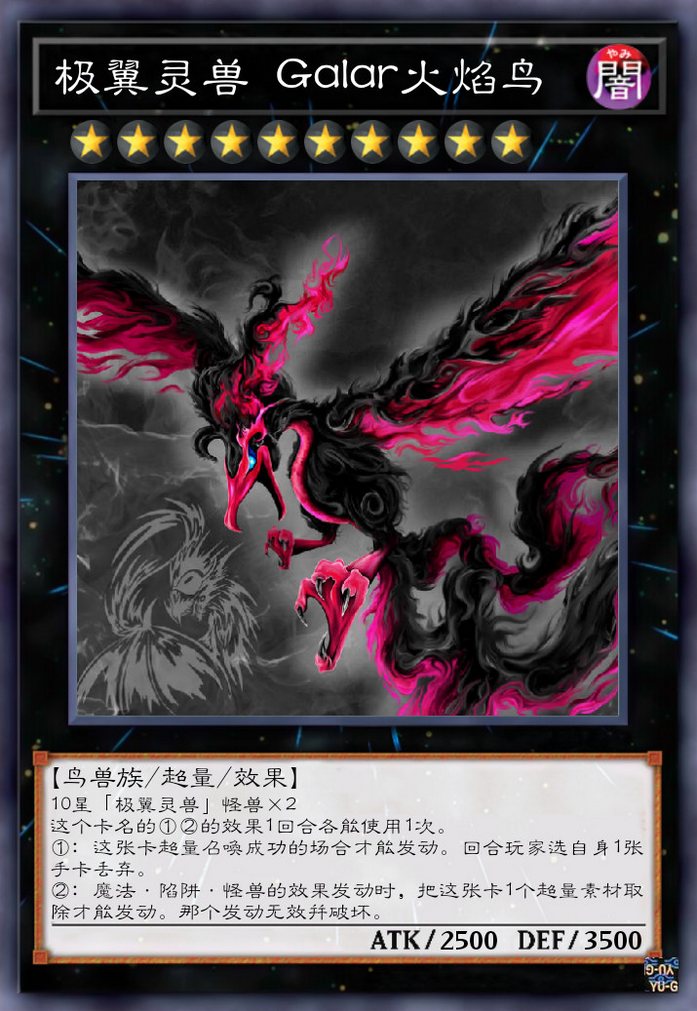 极翼灵兽 Galar火焰鸟
やみ
闇
【鸟兽族/超量/效果】
10星「极翼灵兽」怪兽×2
这个卡名的①②的效果1回合各能使用1次。
①：这张卡超量召唤成功的场合才能发动。回合玩家选自身1张
手卡丢弃。
②：魔法·陷阱·怪兽的效果发动时，把这张卡1个超量素材取
除才能发动。那个发动无效并破坏。
ATK/2500 DEF/3500
YU-G
YU-G